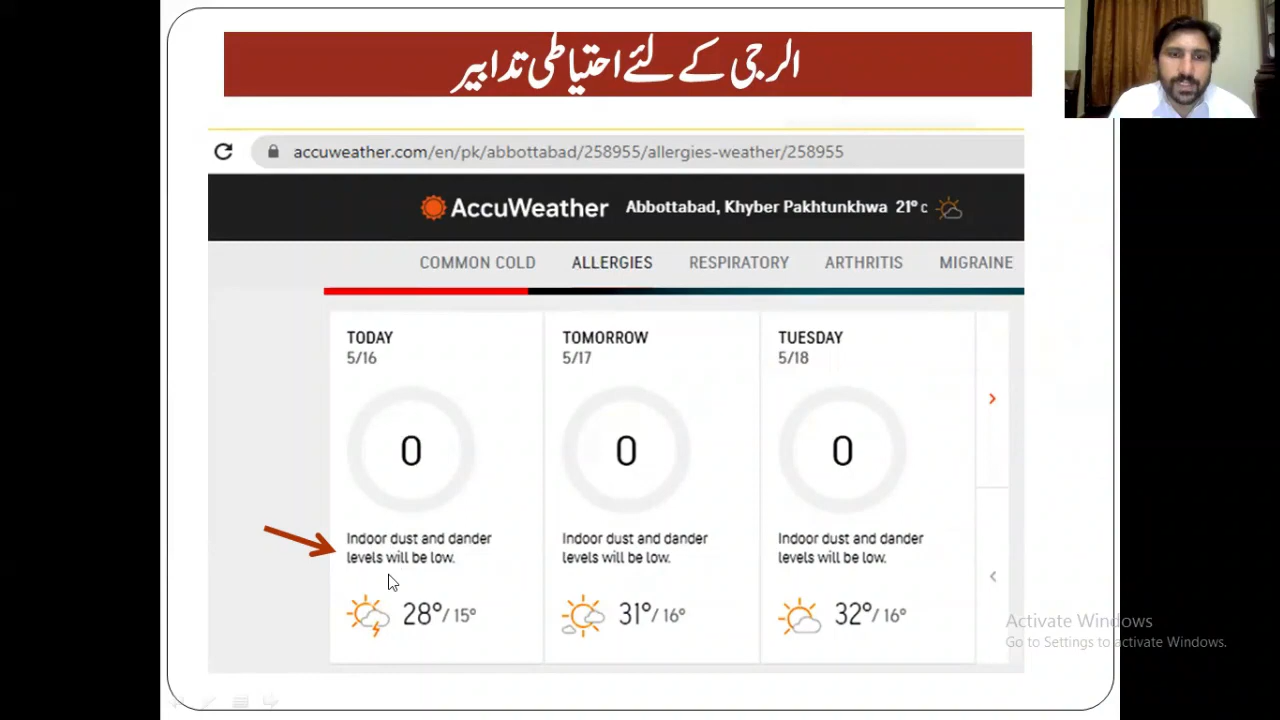 الرجی کے لئے احتیاطی تدابیر
accuweather.com/en/pk/abbottabad/258955/allergies-weather/258955
AccuWeather Abbottabad, Khyber Pakhtunkhwa 21° C
COMMON COLD ALLERGIES RESPIRATORY ARTHRITIS MIGRAINE
TODAY
5/16
0
Indoor dust and dander
levels will be low.
28°/ 15°
TOMORROW
5/17
0
Indoor dust and dander
levels will be low.
31°/ 16°
TUESDAY
5/18
0
Indoor dust and dander
levels will be low.
32°/ 16°
Activate Windows
Go to Settings to activate Windows.